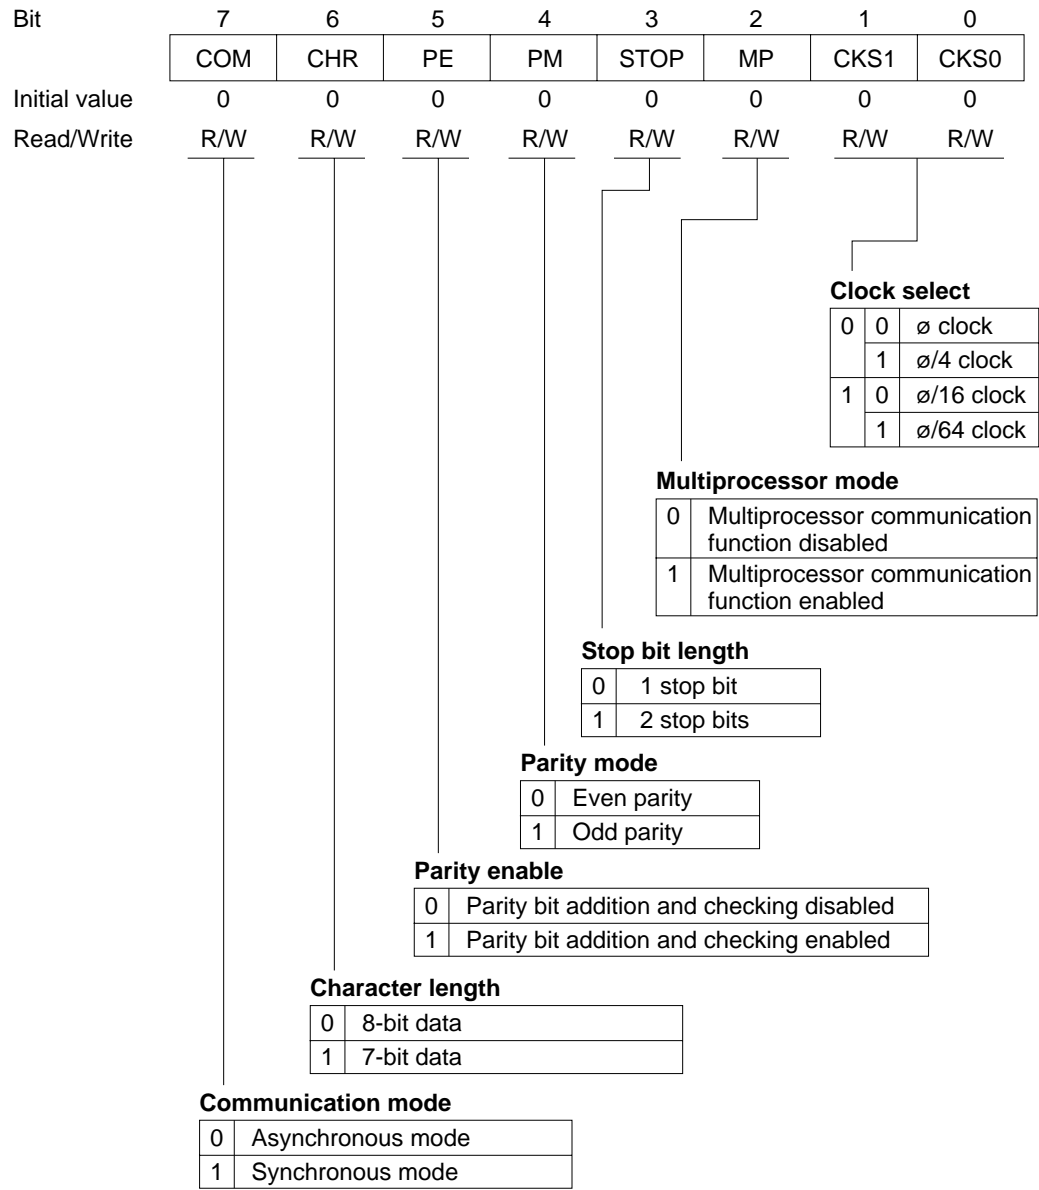 Bit 7 6 5 4 3 2 1 0
COM CHR PE PM STOP MP CKS1 CKS0
Initial value 0 0 0 0 0 0 0 0
Read/Write R/W R/W R/W R/W R/W R/W R/W R/W
Clock select
0 0 ø clock
1 ø/4 clock
1 0 ø/16 clock
1 ø/64 clock
Multiprocessor mode
0 Multiprocessor communication
function disabled
1 Multiprocessor communication
function enabled
Stop bit length
0 1 stop bit
1 2 stop bits
Parity mode
0 Even parity
1 Odd parity
Parity enable
0 Parity bit addition and checking disabled
1 Parity bit addition and checking enabled
Character length
0 8-bit data
1 7-bit data
Communication mode
0 Asynchronous mode
1 Synchronous mode